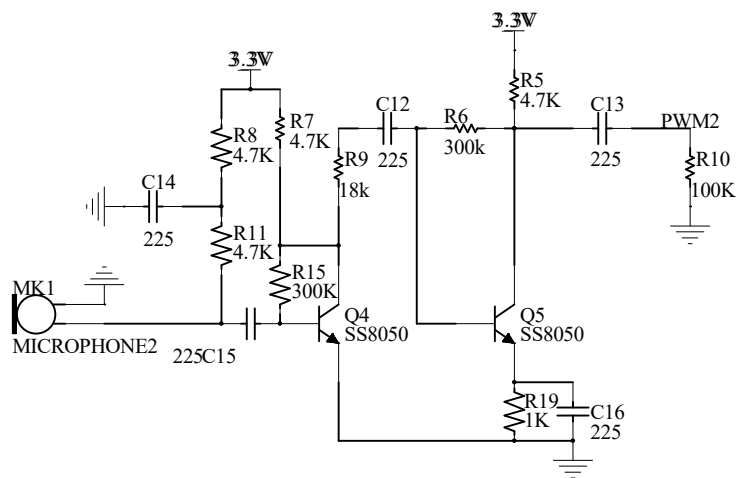 3.3V
3.3V
R8
4.7K
R7
4.7K
C12
225
R6
300k
R5
4.7K
C13
225
PWM2
R9
18k
R10
100K
C14
225
R11
4.7K
R15
300K
MK1
MICROPHONE2
225C15
Q4
SS8050
Q5
SS8050
R19
1K
C16
225